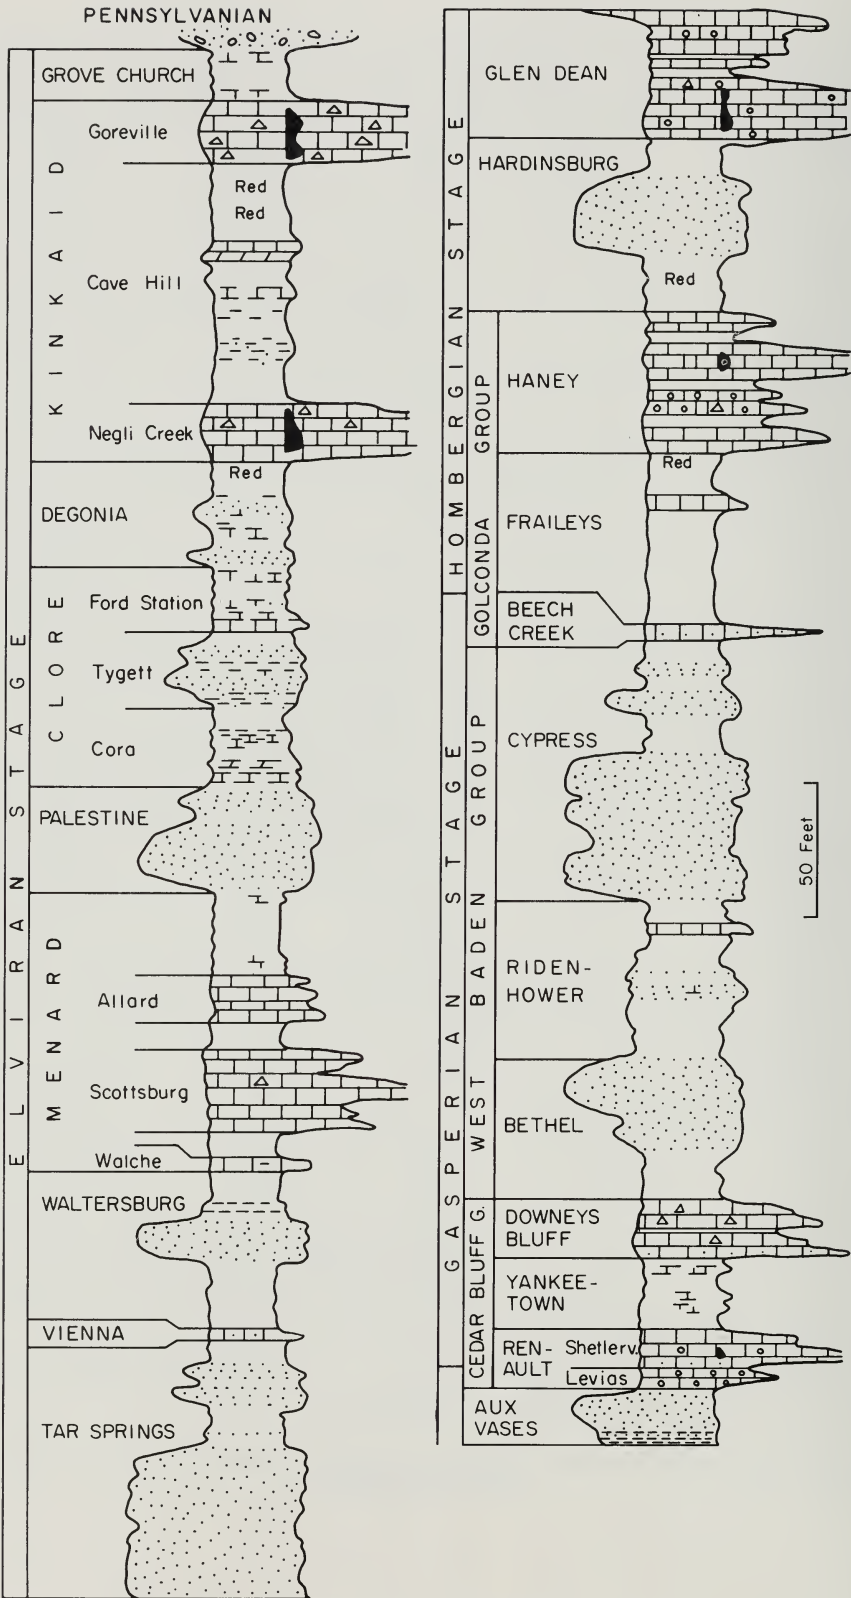 PENNSYLVANIAN
GROVE CHURCH
Goreville
Red
Red
Cave Hill
KINKAID
Negli Creek
Red
DEGONIA
Ford Station
Tygett
CLORE
Cora
PALESTINE
Allard
MENARD
Scottsburg
Walche
ELVIRAN STAGE
WALTERSBURG
VIENNA
TAR SPRINGS
GLEN DEAN
HARDINSBURG
Red
HOMBERGIAN STAGE
HANEY
Red
FRAILEYS
BEECH
CREEK
GOLCONDA GROUP
CYPRESS
50 Feet
RIDEN-
HOWER
BETHEL
WEST BADEN GROUP
GASPERIAN STAGE
DOWNEYS
BLUFF
YANKEE-
TOWN
CEDAR BLUFF G.
REN- Shetlerv.
AULT Levias
AUX
VASES